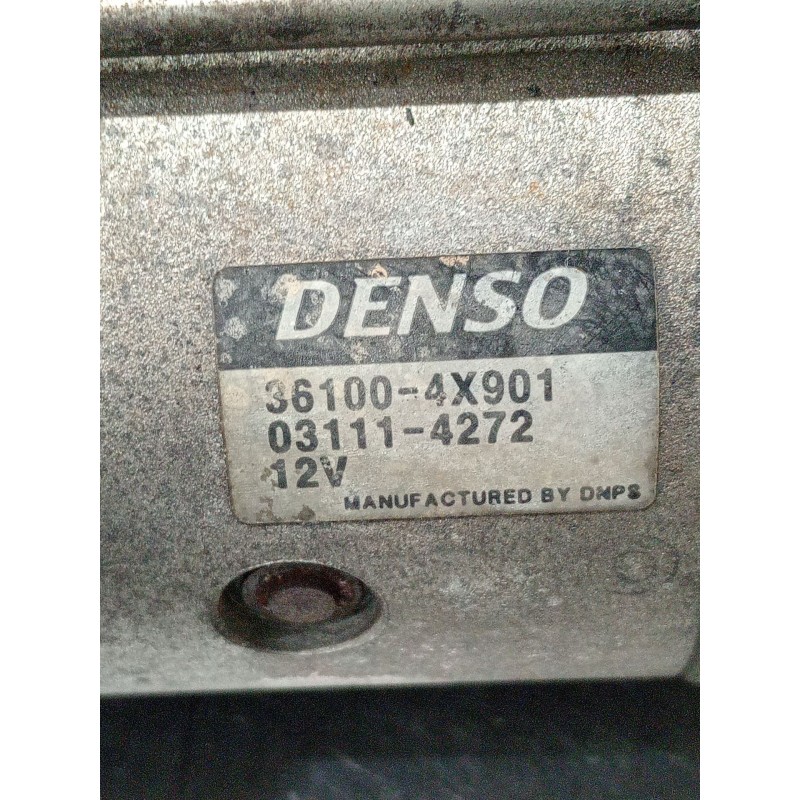 DENSO
36100-4X901
03111-4272
12V
MANUFACTURED BY DNPS